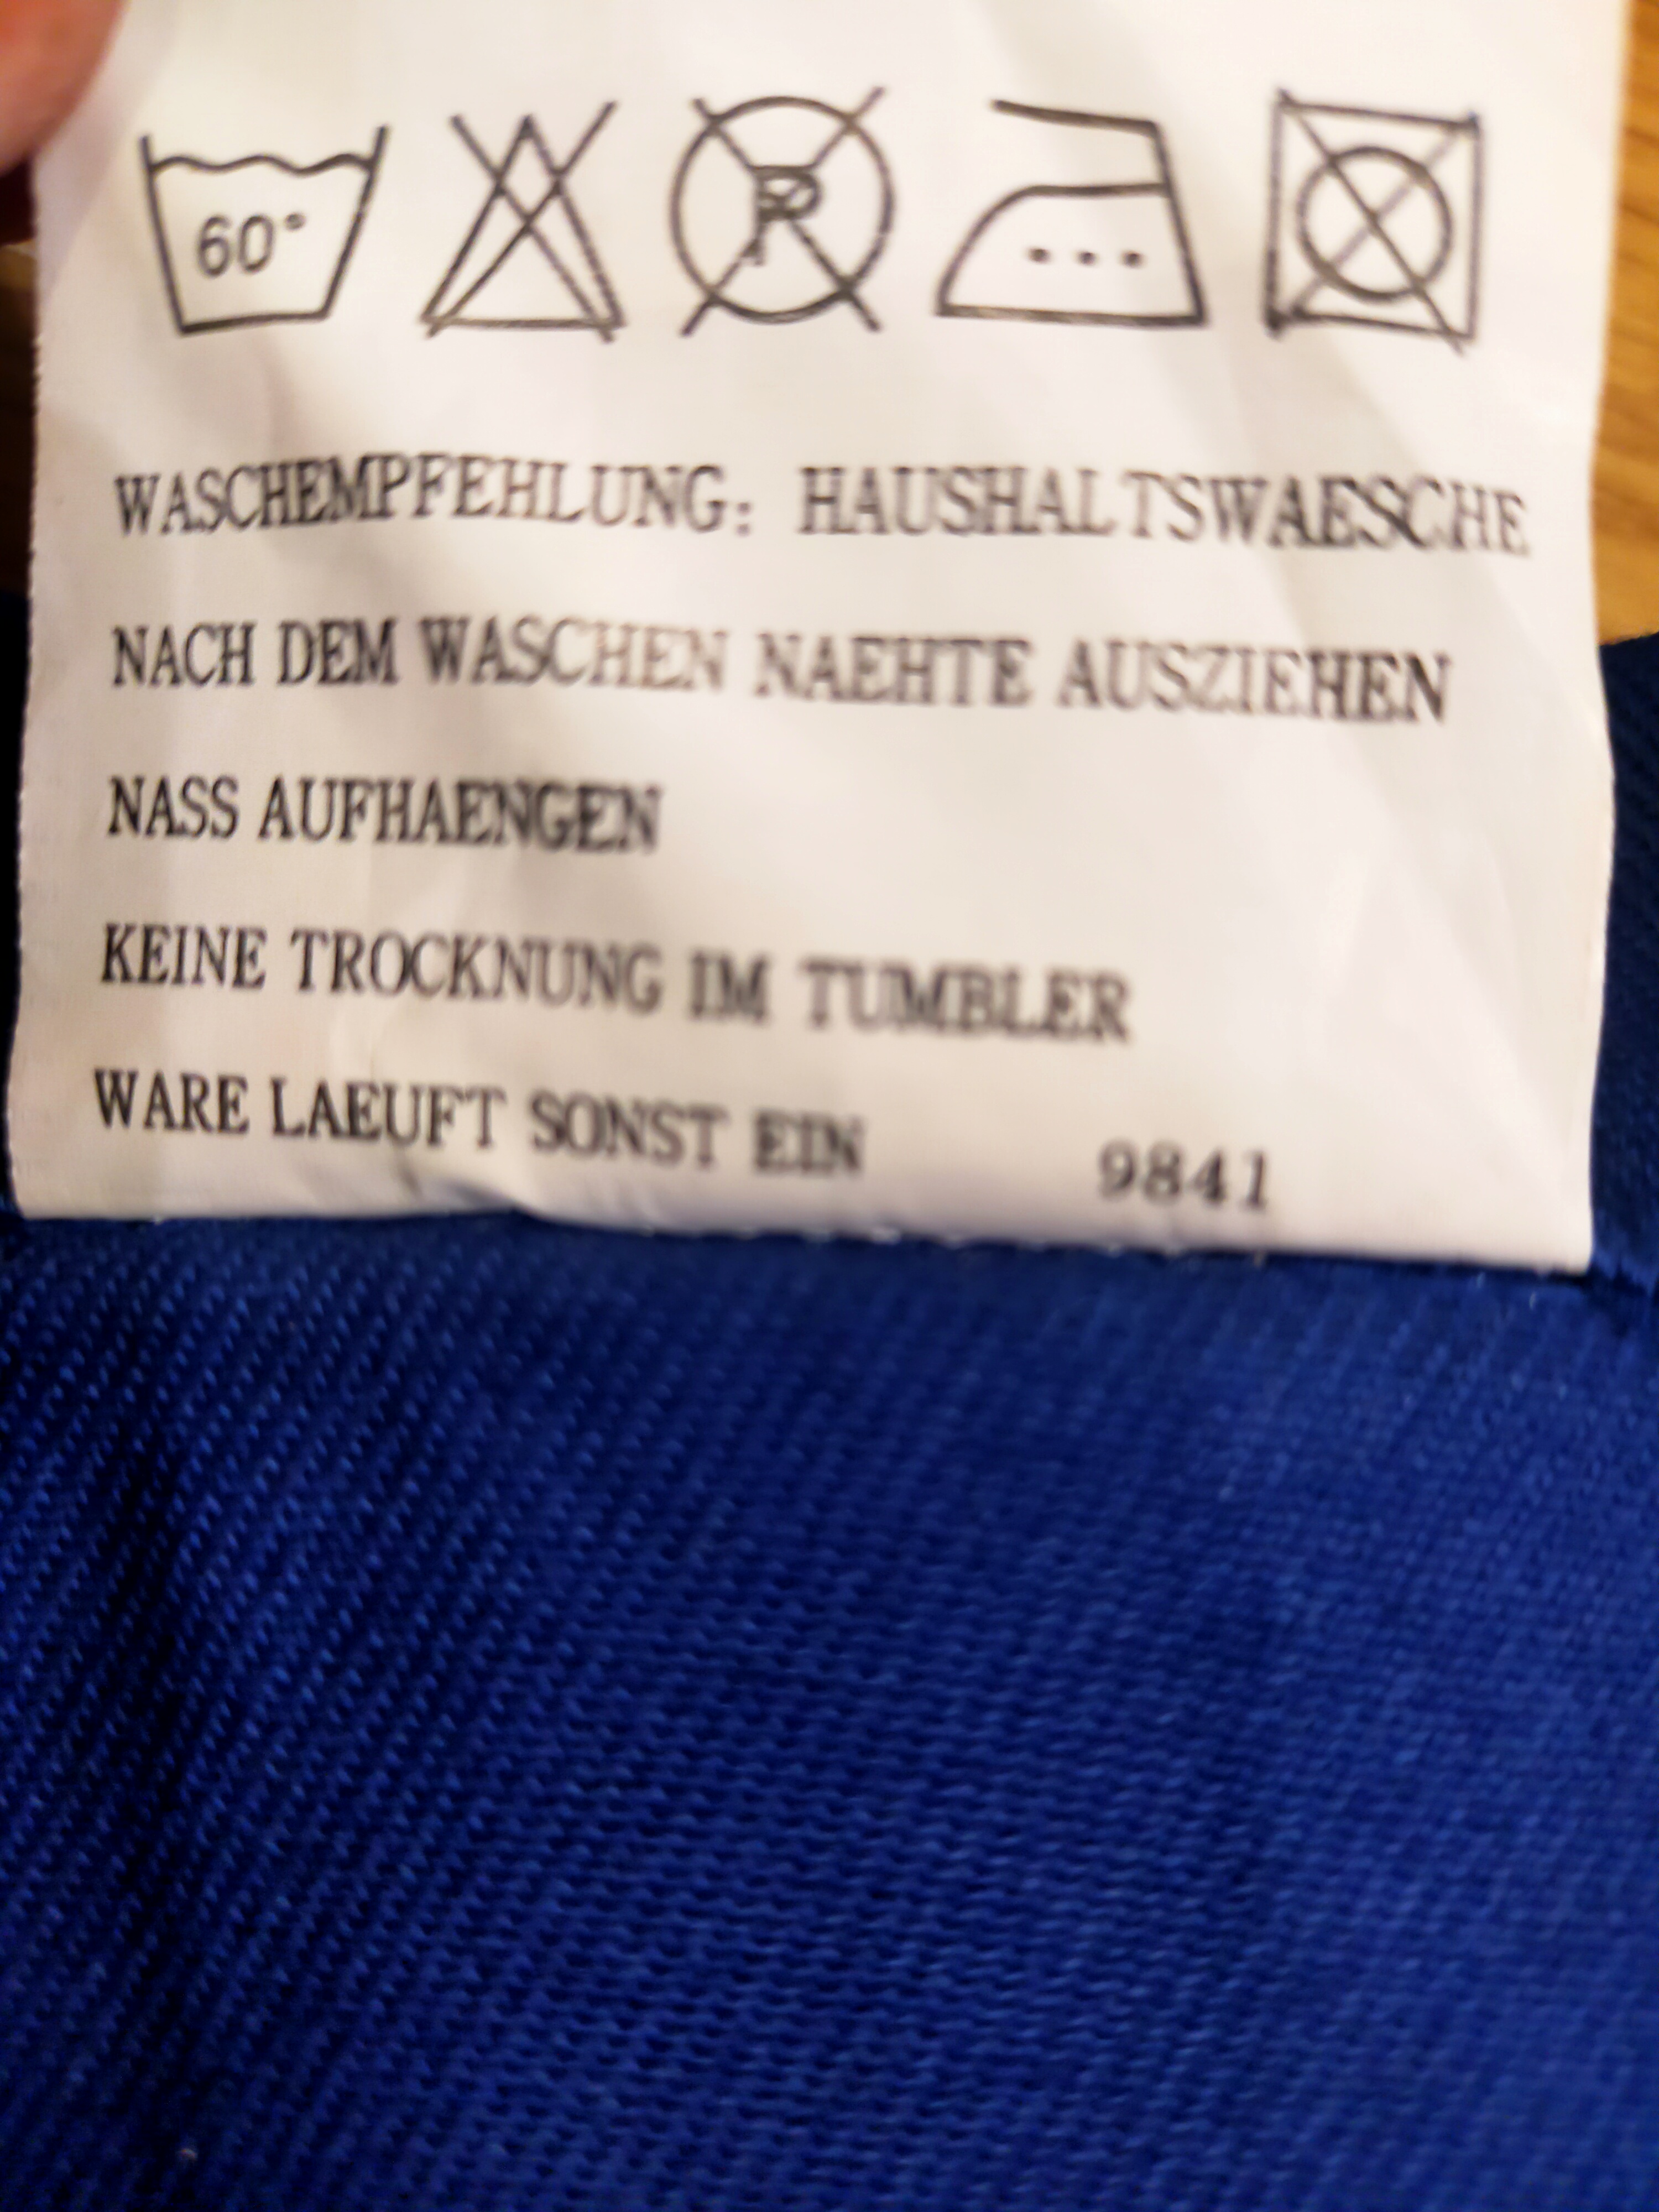 60°
P
WASCHEMPFEHLUNG: HAUSHALTSWAESCHE
NACH DEM WASCHEN NAEHTE AUSZIEHEN
NASS AUFHAENGEN
KEINE TROCKNUNG IM TUMBLER
WARE LAEUFT SONST EIN 9841